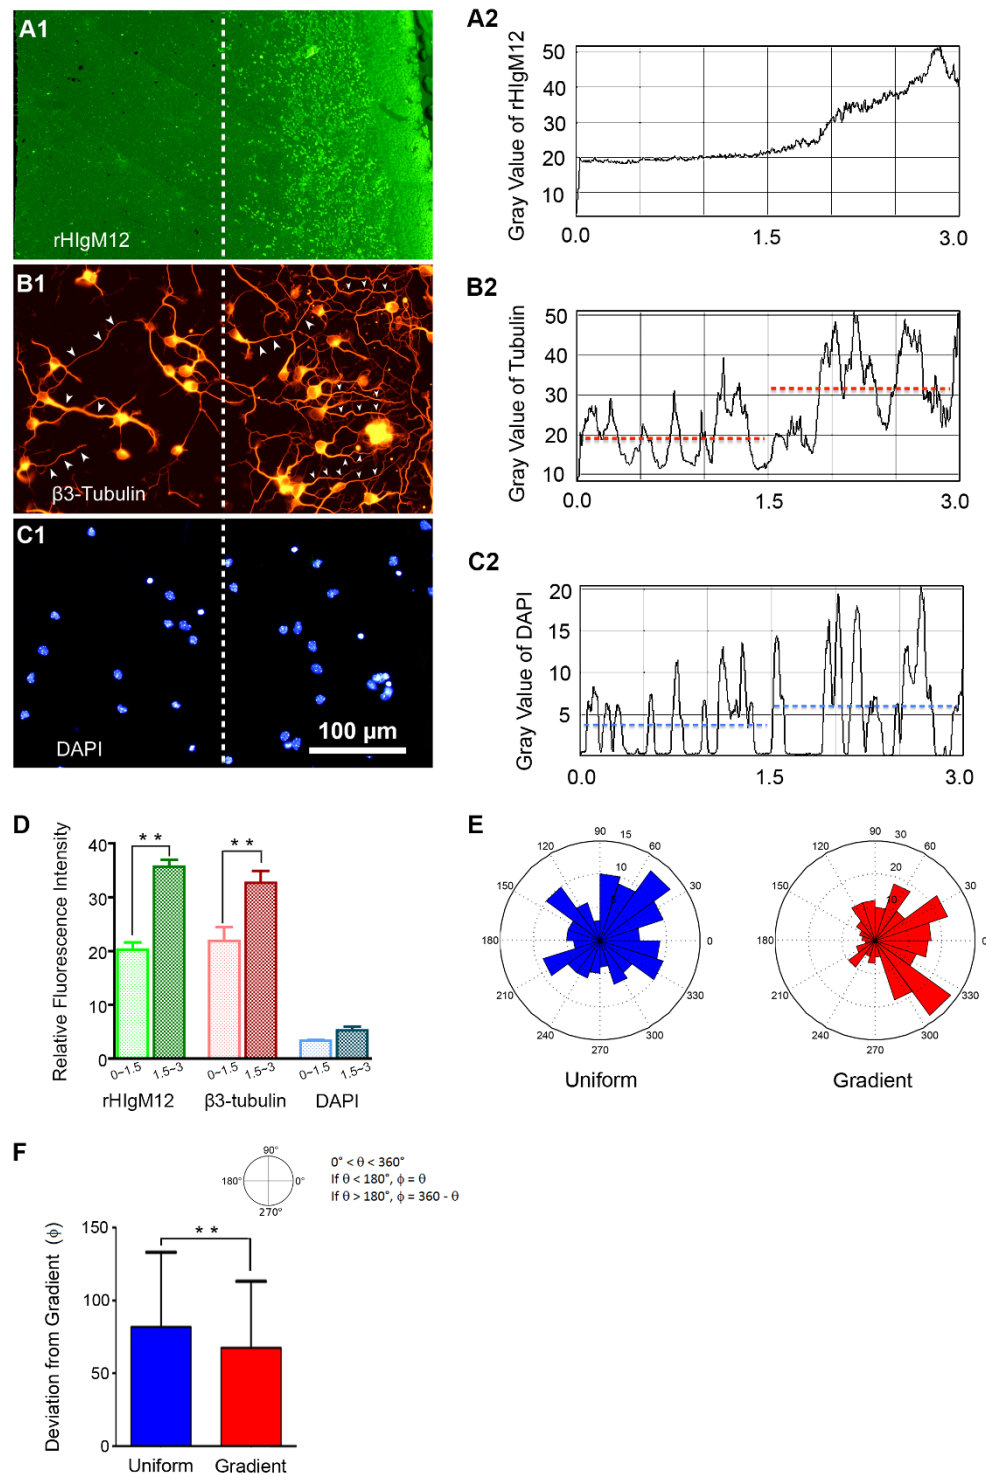 A1
rHIgM12
A2
Gray Value of rHIgM12
50
40
30
20
10
0.0
1.5
3.0
B1
β3-Tubulin
B2
Gray Value of Tubulin
50
40
30
20
10
0.0
1.5
3.0
C1
DAPI
100 μm
C2
Gray Value of DAPI
20
15
10
5
0.0
1.5
3.0
D
Relative Fluorescence Intensity
40
30
20
10
0
* *
* *
0~1.5
1.5~3
0~1.5
1.5~3
0~1.5
1.5~3
rHIgM12
β3-tubulin
DAPI
E
90
15
60
120
10
30
150
180
0
210
330
240
300
270
Uniform
90
30
60
120
20
10
30
150
180
0
210
330
240
300
270
Gradient
F
90°
180°
0°
270°
0° < θ < 360°
If θ < 180°, ϕ = θ
If θ > 180°, ϕ = 360 - θ
Deviation from Gradient (ϕ)
150
100
50
0
* *
Uniform
Gradient